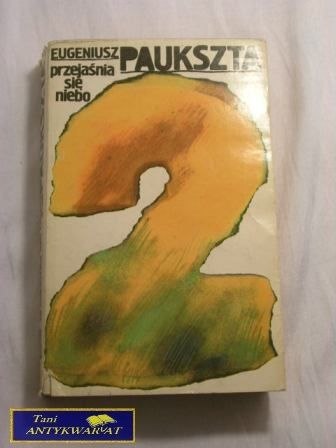 EUGENIUSZ
PAUKSZTA
przejaśnia
się
niebo
2
Tani
ANTYKWARIAT